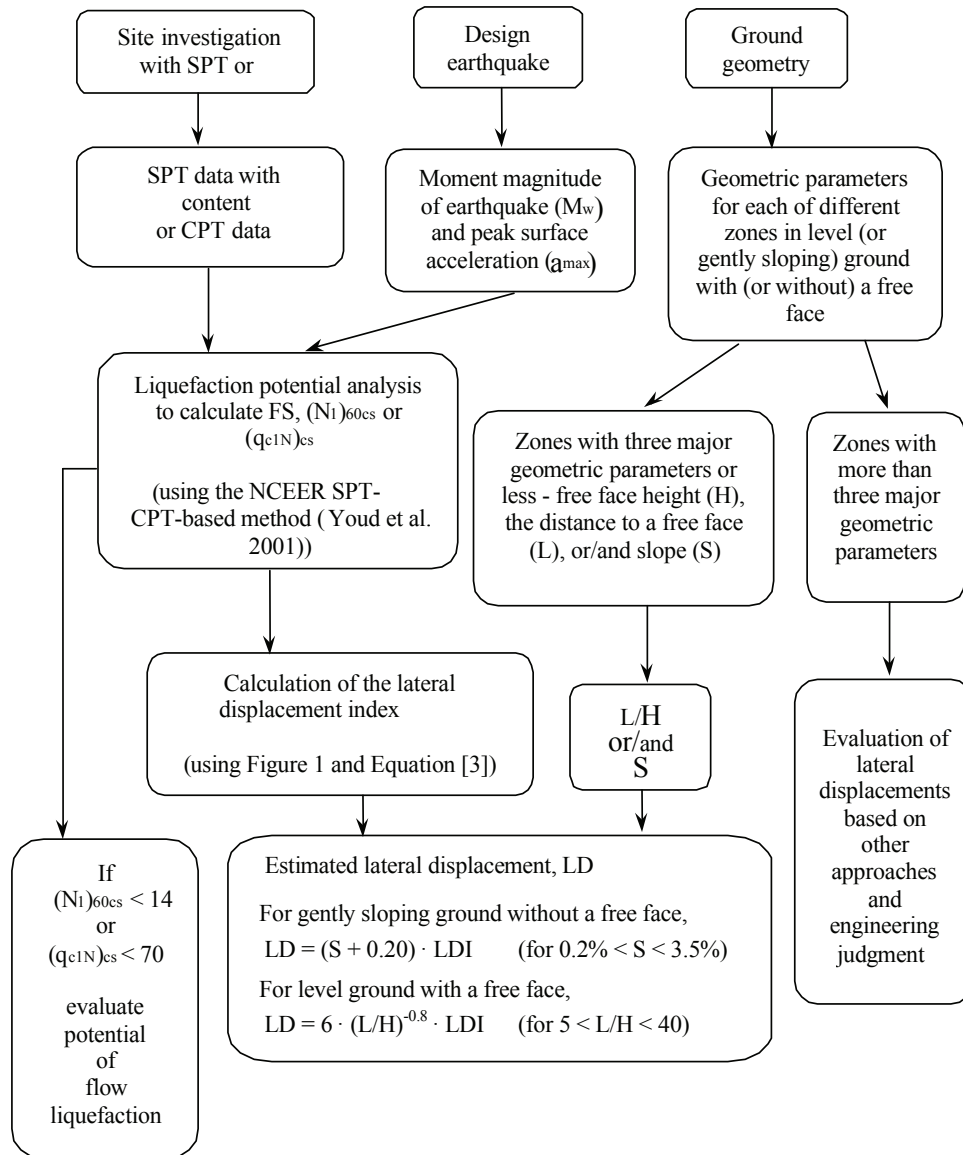 Site investigation
with SPT or
Design
earthquake
Ground
geometry
SPT data with
content
or CPT data
Moment magnitude
of earthquake (Mw)
and peak surface
acceleration (amax)
Geometric parameters
for each of different
zones in level (or
gently sloping) ground
with (or without) a free
face
Liquefaction potential analysis
to calculate FS, (N1)60cs or
(qc1N)cs
(using the NCEER SPT-
CPT-based method ( Youd et al.
2001))
Zones with three major
geometric parameters or
less - free face height (H),
the distance to a free face
(L), or/and slope (S)
Zones with
more than
three major
geometric
parameters
Calculation of the lateral
displacement index
(using Figure 1 and Equation [3])
L/H
or/and
S
Evaluation of
lateral
displacements
based on
other
approaches
and
engineering
judgment
If
(N1)60cs < 14
or
(qc1N)cs < 70
evaluate
potential
of
flow
liquefaction
Estimated lateral displacement, LD
For gently sloping ground without a free face,
LD = (S + 0.20) · LDI (for 0.2% < S < 3.5%)
For level ground with a free face,
LD = 6 · (L/H)^-0.8 · LDI (for 5 < L/H < 40)